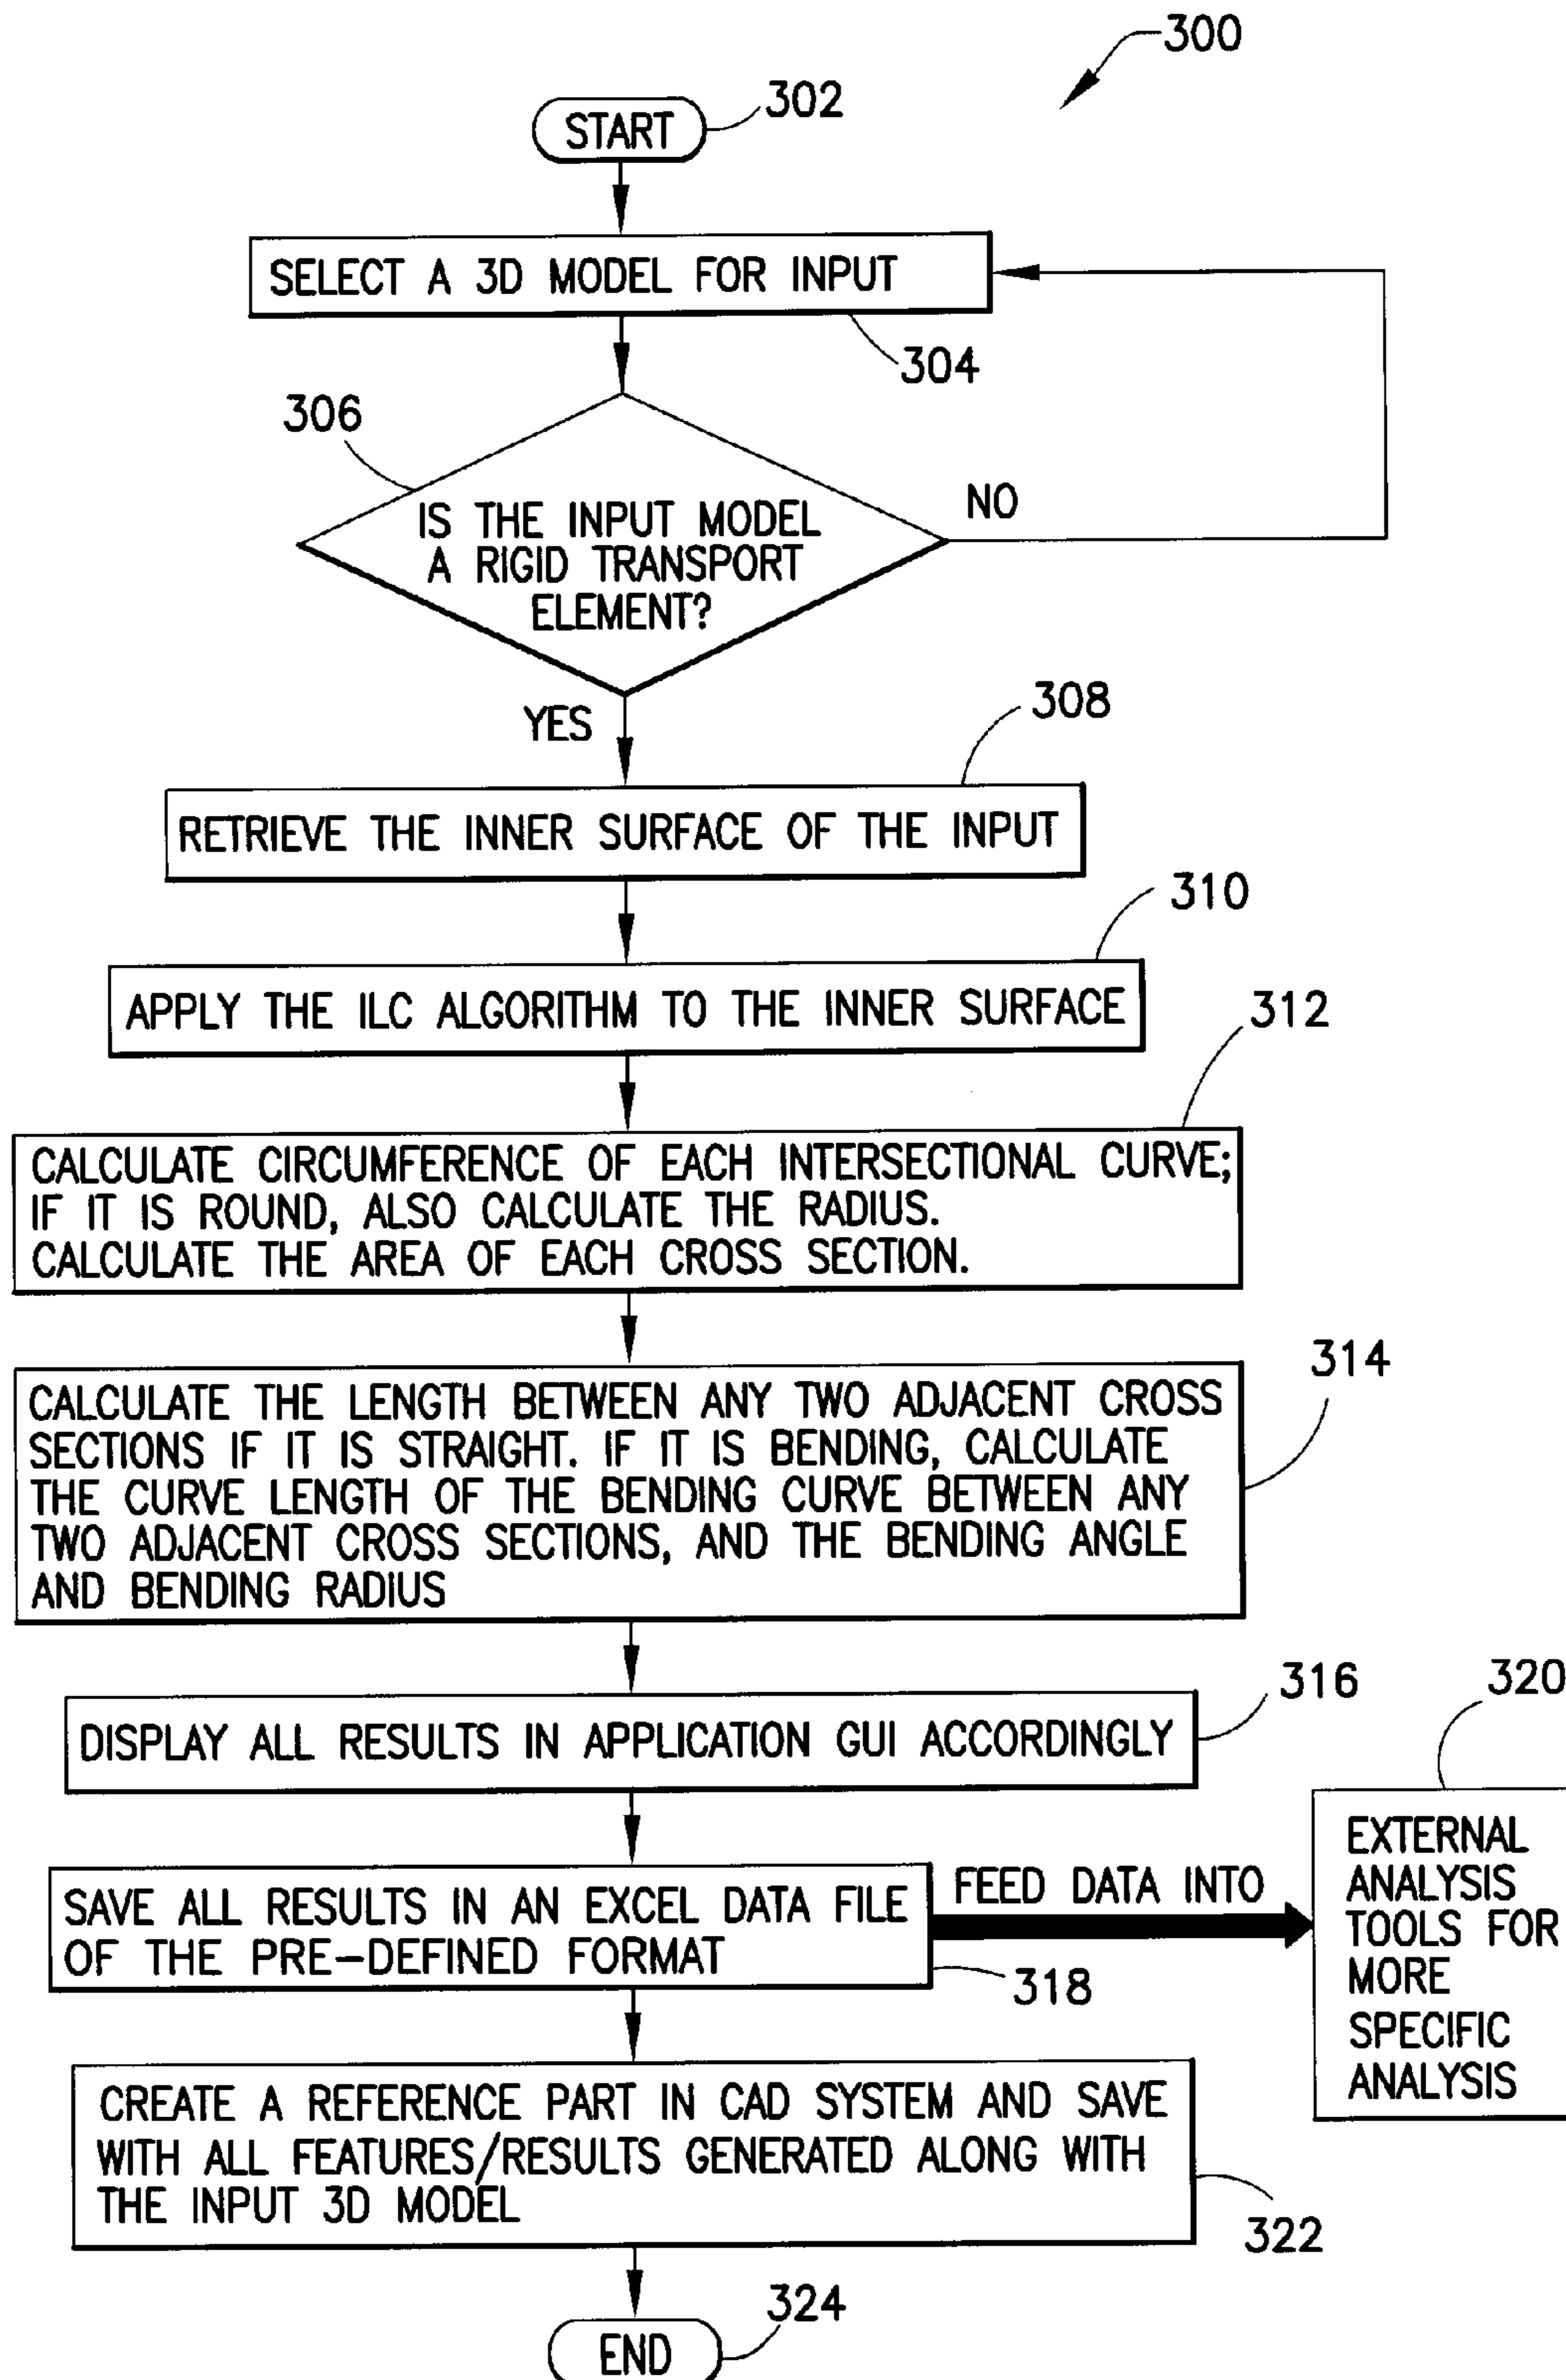 300
START
302
SELECT A 3D MODEL FOR INPUT
304
306
IS THE INPUT MODEL
A RIGID TRANSPORT
ELEMENT?
NO
YES
308
RETRIEVE THE INNER SURFACE OF THE INPUT
310
APPLY THE ILC ALGORITHM TO THE INNER SURFACE
312
CALCULATE CIRCUMFERENCE OF EACH INTERSECTIONAL CURVE;
IF IT IS ROUND, ALSO CALCULATE THE RADIUS.
CALCULATE THE AREA OF EACH CROSS SECTION.
314
CALCULATE THE LENGTH BETWEEN ANY TWO ADJACENT CROSS
SECTIONS IF IT IS STRAIGHT. IF IT IS BENDING, CALCULATE
THE CURVE LENGTH OF THE BENDING CURVE BETWEEN ANY
TWO ADJACENT CROSS SECTIONS, AND THE BENDING ANGLE
AND BENDING RADIUS
316
DISPLAY ALL RESULTS IN APPLICATION GUI ACCORDINGLY
320
SAVE ALL RESULTS IN AN EXCEL DATA FILE
OF THE PRE-DEFINED FORMAT
318
FEED DATA INTO
EXTERNAL
ANALYSIS
TOOLS FOR
MORE
SPECIFIC
ANALYSIS
CREATE A REFERENCE PART IN CAD SYSTEM AND SAVE
WITH ALL FEATURES/RESULTS GENERATED ALONG WITH
THE INPUT 3D MODEL
322
324
END